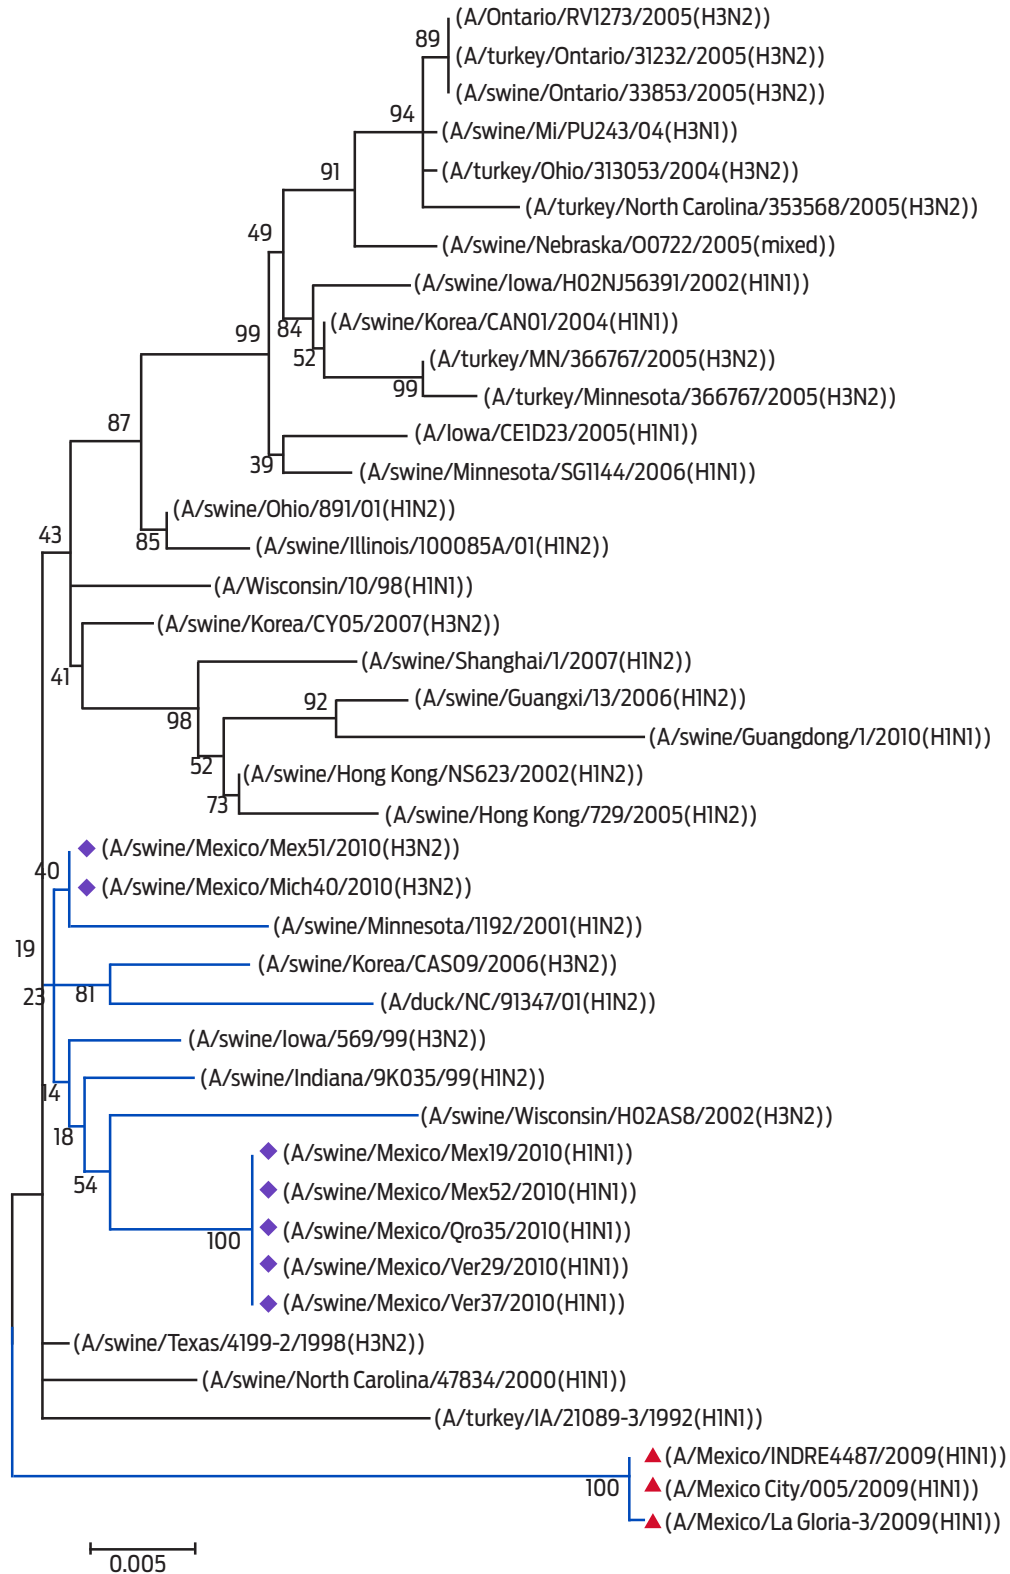 (A/Ontario/RV1273/2005(H3N2))
89
(A/turkey/Ontario/31232/2005(H3N2))
(A/swine/Ontario/33853/2005(H3N2))
94
(A/swine/Mi/PU243/04(H3N1))
91
(A/turkey/Ohio/313053/2004(H3N2))
(A/turkey/North Carolina/353568/2005(H3N2))
49
(A/swine/Nebraska/00722/2005(mixed))
(A/swine/Iowa/H02NJ56391/2002(H1N1))
99
84
(A/swine/Korea/CAN01/2004(H1N1))
52
(A/turkey/MN/366767/2005(H3N2))
99
(A/turkey/Minnesota/366767/2005(H3N2))
87
(A/Iowa/CEID23/2005(H1N1))
39
(A/swine/Minnesota/SG1144/2006(H1N1))
(A/swine/Ohio/891/01(H1N2))
43
85
(A/swine/Illinois/100085A/01(H1N2))
(A/Wisconsin/10/98(H1N1))
(A/swine/Korea/CY05/2007(H3N2))
41
(A/swine/Shanghai/1/2007(H1N2))
98
92
(A/swine/Guangxi/13/2006(H1N2))
(A/swine/Guangdong/1/2010(H1N1))
52
(A/swine/Hong Kong/NS623/2002(H1N2))
73
(A/swine/Hong Kong/729/2005(H1N2))
(A/swine/Mexico/Mex51/2010(H3N2))
40
(A/swine/Mexico/Mich40/2010(H3N2))
(A/swine/Minnesota/1192/2001(H1N2))
19
(A/swine/Korea/CAS09/2006(H3N2))
23
81
(A/duck/NC/91347/01(H1N2))
(A/swine/Iowa/569/99(H3N2))
(A/swine/Indiana/9K035/99(H1N2))
14
(A/swine/Wisconsin/H02AS8/2002(H3N2))
18
(A/swine/Mexico/Mex19/2010(H1N1))
54
(A/swine/Mexico/Mex52/2010(H1N1))
(A/swine/Mexico/Qro35/2010(H1N1))
100
(A/swine/Mexico/Ver29/2010(H1N1))
(A/swine/Mexico/Ver37/2010(H1N1))
(A/swine/Texas/4199-2/1998(H3N2))
(A/swine/North Carolina/47834/2000(H1N1))
(A/turkey/IA/21089-3/1992(H1N1))
(A/Mexico/INDRE4487/2009(H1N1))
100
(A/Mexico City/005/2009(H1N1))
(A/Mexico/La Gloria-3/2009(H1N1))
0.005